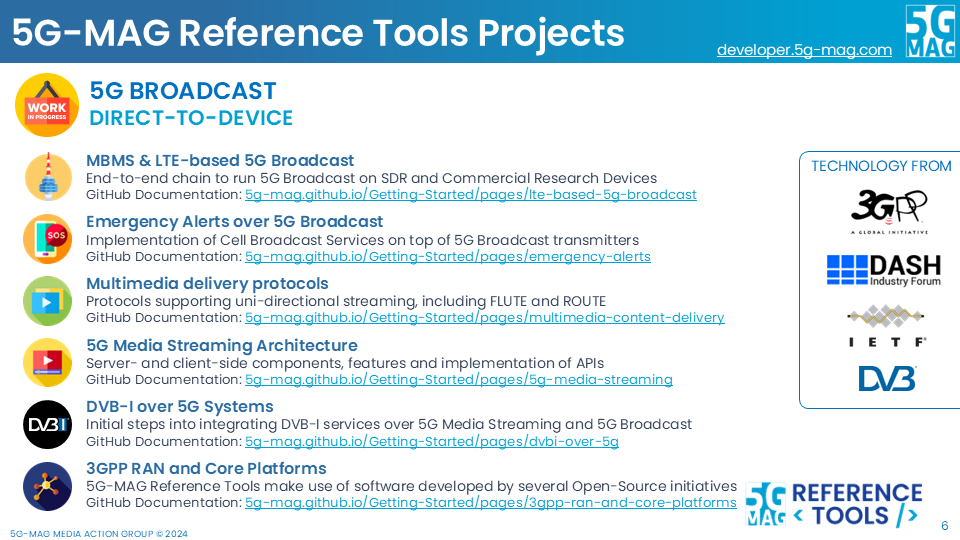 5G-MAG Reference Tools Projects
developer.5g-mag.com
5G
MAG
WORK
IN PROGRESS
5G BROADCAST
DIRECT-TO-DEVICE
MBMS & LTE-based 5G Broadcast
End-to-end chain to run 5G Broadcast on SDR and Commercial Research Devices
GitHub Documentation: 5g-mag.github.io/Getting-Started/pages/lte-based-5g-broadcast
SOS
Emergency Alerts over 5G Broadcast
Implementation of Cell Broadcast Services on top of 5G Broadcast transmitters
GitHub Documentation: 5g-mag.github.io/Getting-Started/pages/emergency-alerts
Multimedia delivery protocols
Protocols supporting uni-directional streaming, including FLUTE and ROUTE
GitHub Documentation: 5g-mag.github.io/Getting-Started/pages/multimedia-content-delivery
5G Media Streaming Architecture
Server- and client-side components, features and implementation of APIs
GitHub Documentation: 5g-mag.github.io/Getting-Started/pages/5g-media-streaming
DVB-I
DVB-I over 5G Systems
Initial steps into integrating DVB-I services over 5G Media Streaming and 5G Broadcast
GitHub Documentation: 5g-mag.github.io/Getting-Started/pages/dvbi-over-5g
3GPP RAN and Core Platforms
5G-MAG Reference Tools make use of software developed by several Open-Source initiatives
GitHub Documentation: 5g-mag.github.io/Getting-Started/pages/3gpp-ran-and-core-platforms
TECHNOLOGY FROM
3GPP
A GLOBAL INITIATIVE
DASH
Industry Forum
IETF®
DVB
5G
MAG
REFERENCE
< TOOLS />
5G-MAG MEDIA ACTION GROUP © 2024
6